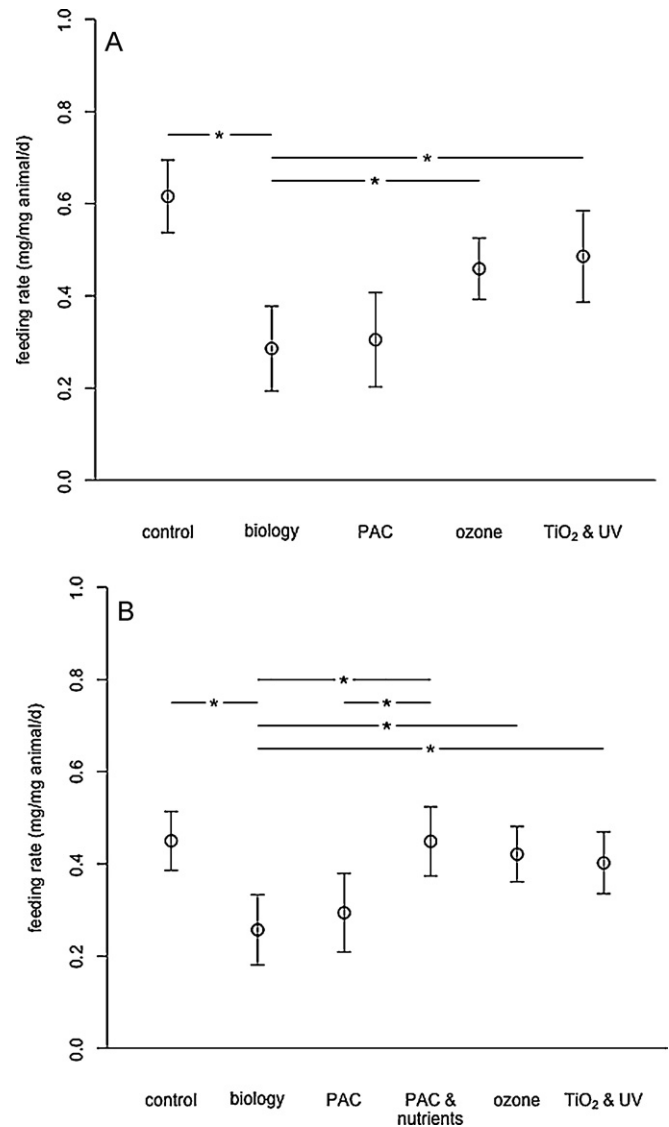 A
1.0
0.8
0.6
0.4
0.2
0.0
feeding rate (mg/mg animal/d)
*
*
*
control biology PAC ozone TiO₂ & UV
B
1.0
0.8
0.6
0.4
0.2
0.0
feeding rate (mg/mg animal/d)
*
* *
*
*
control biology PAC PAC & ozone TiO₂ & UV
nutrients